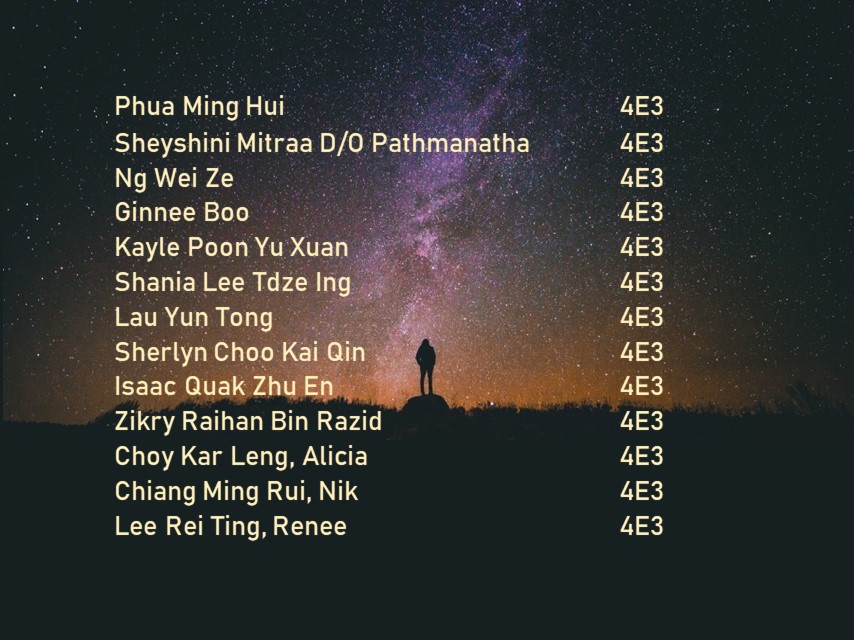 Phua Ming Hui 4E3
Sheyshini Mitraa D/O Pathmanatha 4E3
Ng Wei Ze 4E3
Ginnee Boo 4E3
Kayle Poon Yu Xuan 4E3
Shania Lee Tdze Ing 4E3
Lau Yun Tong 4E3
Sherlyn Choo Kai Qin 4E3
Isaac Quak Zhu En 4E3
Zikry Raihan Bin Razid 4E3
Choy Kar Leng, Alicia 4E3
Chiang Ming Rui, Nik 4E3
Lee Rei Ting, Renee 4E3